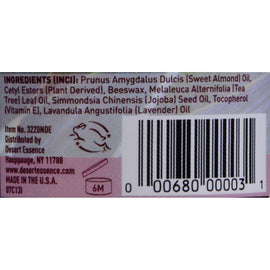 INGREDIENTS (INCI): Prunus Amygdalus Dulcis (Sweet Almond) Oil,
Cetyl Esters (Plant Derived), Beeswax, Melaleuca Alternifolia (Tea
Tree) Leaf Oil, Simmondsia Chinensis (Jojoba) Seed Oil, Tocopherol
(Vitamin E), Lavandula Angustifolia (Lavender) Oil
Item No. 3220NDE
Distributed by
Desert Essence
Hauppauge, NY 11788
www.desertessence.com
MADE IN THE U.S.A.
07C13I
6M
0 00680 00003 1